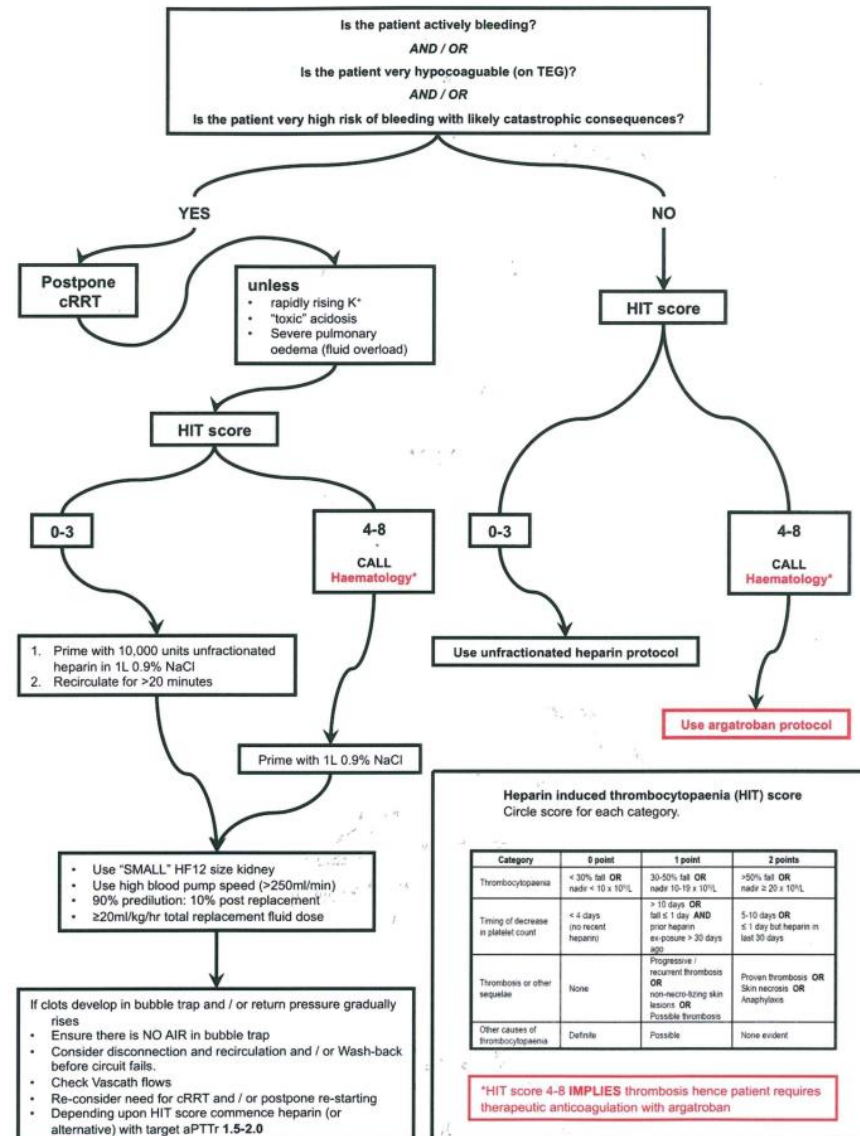 Is the patient actively bleeding?
AND / OR
Is the patient very hypocoaguable (on TEG)?
AND / OR
Is the patient very high risk of bleeding with likely catastrophic consequences?
YES
NO
Postpone
cRRT
unless
• rapidly rising K+
• "toxic" acidosis
• Severe pulmonary
oedema (fluid overload)
HIT score
HIT score
0-3
4-8
CALL
Haematology*
0-3
4-8
CALL
Haematology*
1. Prime with 10,000 units unfractionated
heparin in 1L 0.9% NaCl
2. Recirculate for >20 minutes
Use unfractionated heparin protocol
Use argatroban protocol
Prime with 1L 0.9% NaCl
• Use "SMALL" HF12 size kidney
• Use high blood pump speed (>250ml/min)
• 90% predilution: 10% post replacement
• ≥20ml/kg/hr total replacement fluid dose
If clots develop in bubble trap and / or return pressure gradually
rises
• Ensure there is NO AIR in bubble trap
• Consider disconnection and recirculation and / or Wash-back
before circuit fails.
• Check Vascath flows
• Re-consider need for cRRT and / or postpone re-starting
• Depending upon HIT score commence heparin (or
alternative) with target aPTTr 1.5-2.0
Heparin induced thrombocytopaenia (HIT) score
Circle score for each category.
Category 0 point 1 point 2 points
Thrombocytopaenia
< 30% fall OR
nadir < 10 x 10⁹/L
30-50% fall OR
nadir 10-19 x 10⁹/L
>50% fall OR
nadir ≥ 20 x 10⁹/L
Timing of decrease
in platelet count
< 4 days
(no recent
heparin)
> 10 days OR
fall ≤ 1 day AND
prior heparin
ex-posure > 30 days
ago
5-10 days OR
≤ 1 day but heparin in
last 30 days
Thrombosis or other
sequelae
None
Progressive /
recurrent thrombosis
OR
non-necro-tizing skin
lesions OR
Possible thrombosis
Proven thrombosis OR
Skin necrosis OR
Anaphylaxis
Other causes of
thrombocytopaenia
Definite
Possible
None evident
*HIT score 4-8 IMPLIES thrombosis hence patient requires
therapeutic anticoagulation with argatroban